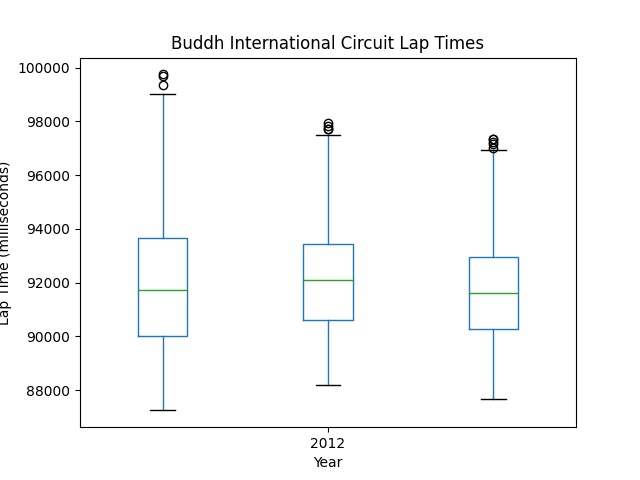 Buddh International Circuit Lap Times
100000
98000
96000
94000
92000
90000
88000
Lap Time (milliseconds)
2012
Year